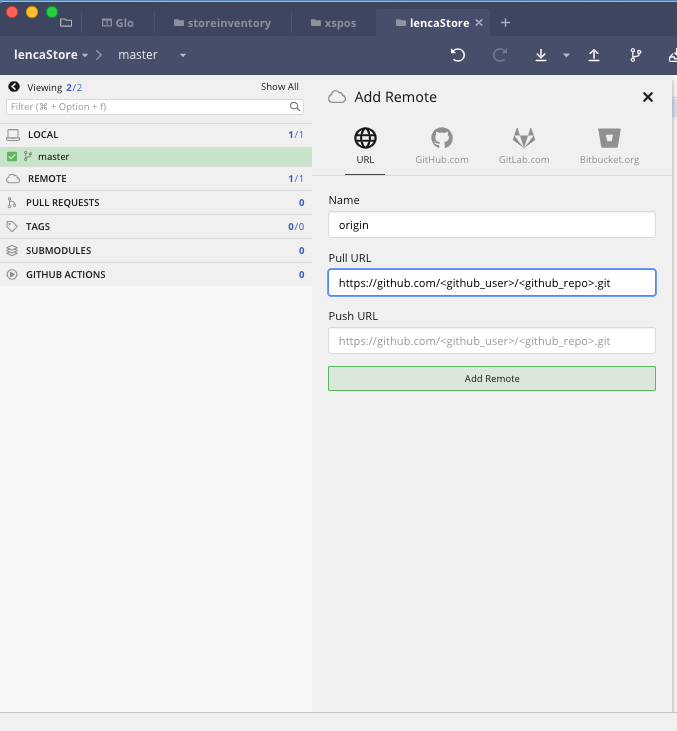 Glo
storeinventory
xspos
lencaStore
lencaStore
master
Viewing 2/2
Show All
Filter (⌘ + Option + f)
LOCAL 1/1
master
REMOTE 1/1
PULL REQUESTS 0
TAGS 0/0
SUBMODULES 0
GITHUB ACTIONS 0
Add Remote
URL
GitHub.com
GitLab.com
Bitbucket.org
Name
origin
Pull URL
https://github.com/<github_user>/<github_repo>.git
Push URL
https://github.com/<github_user>/<github_repo>.git
Add Remote